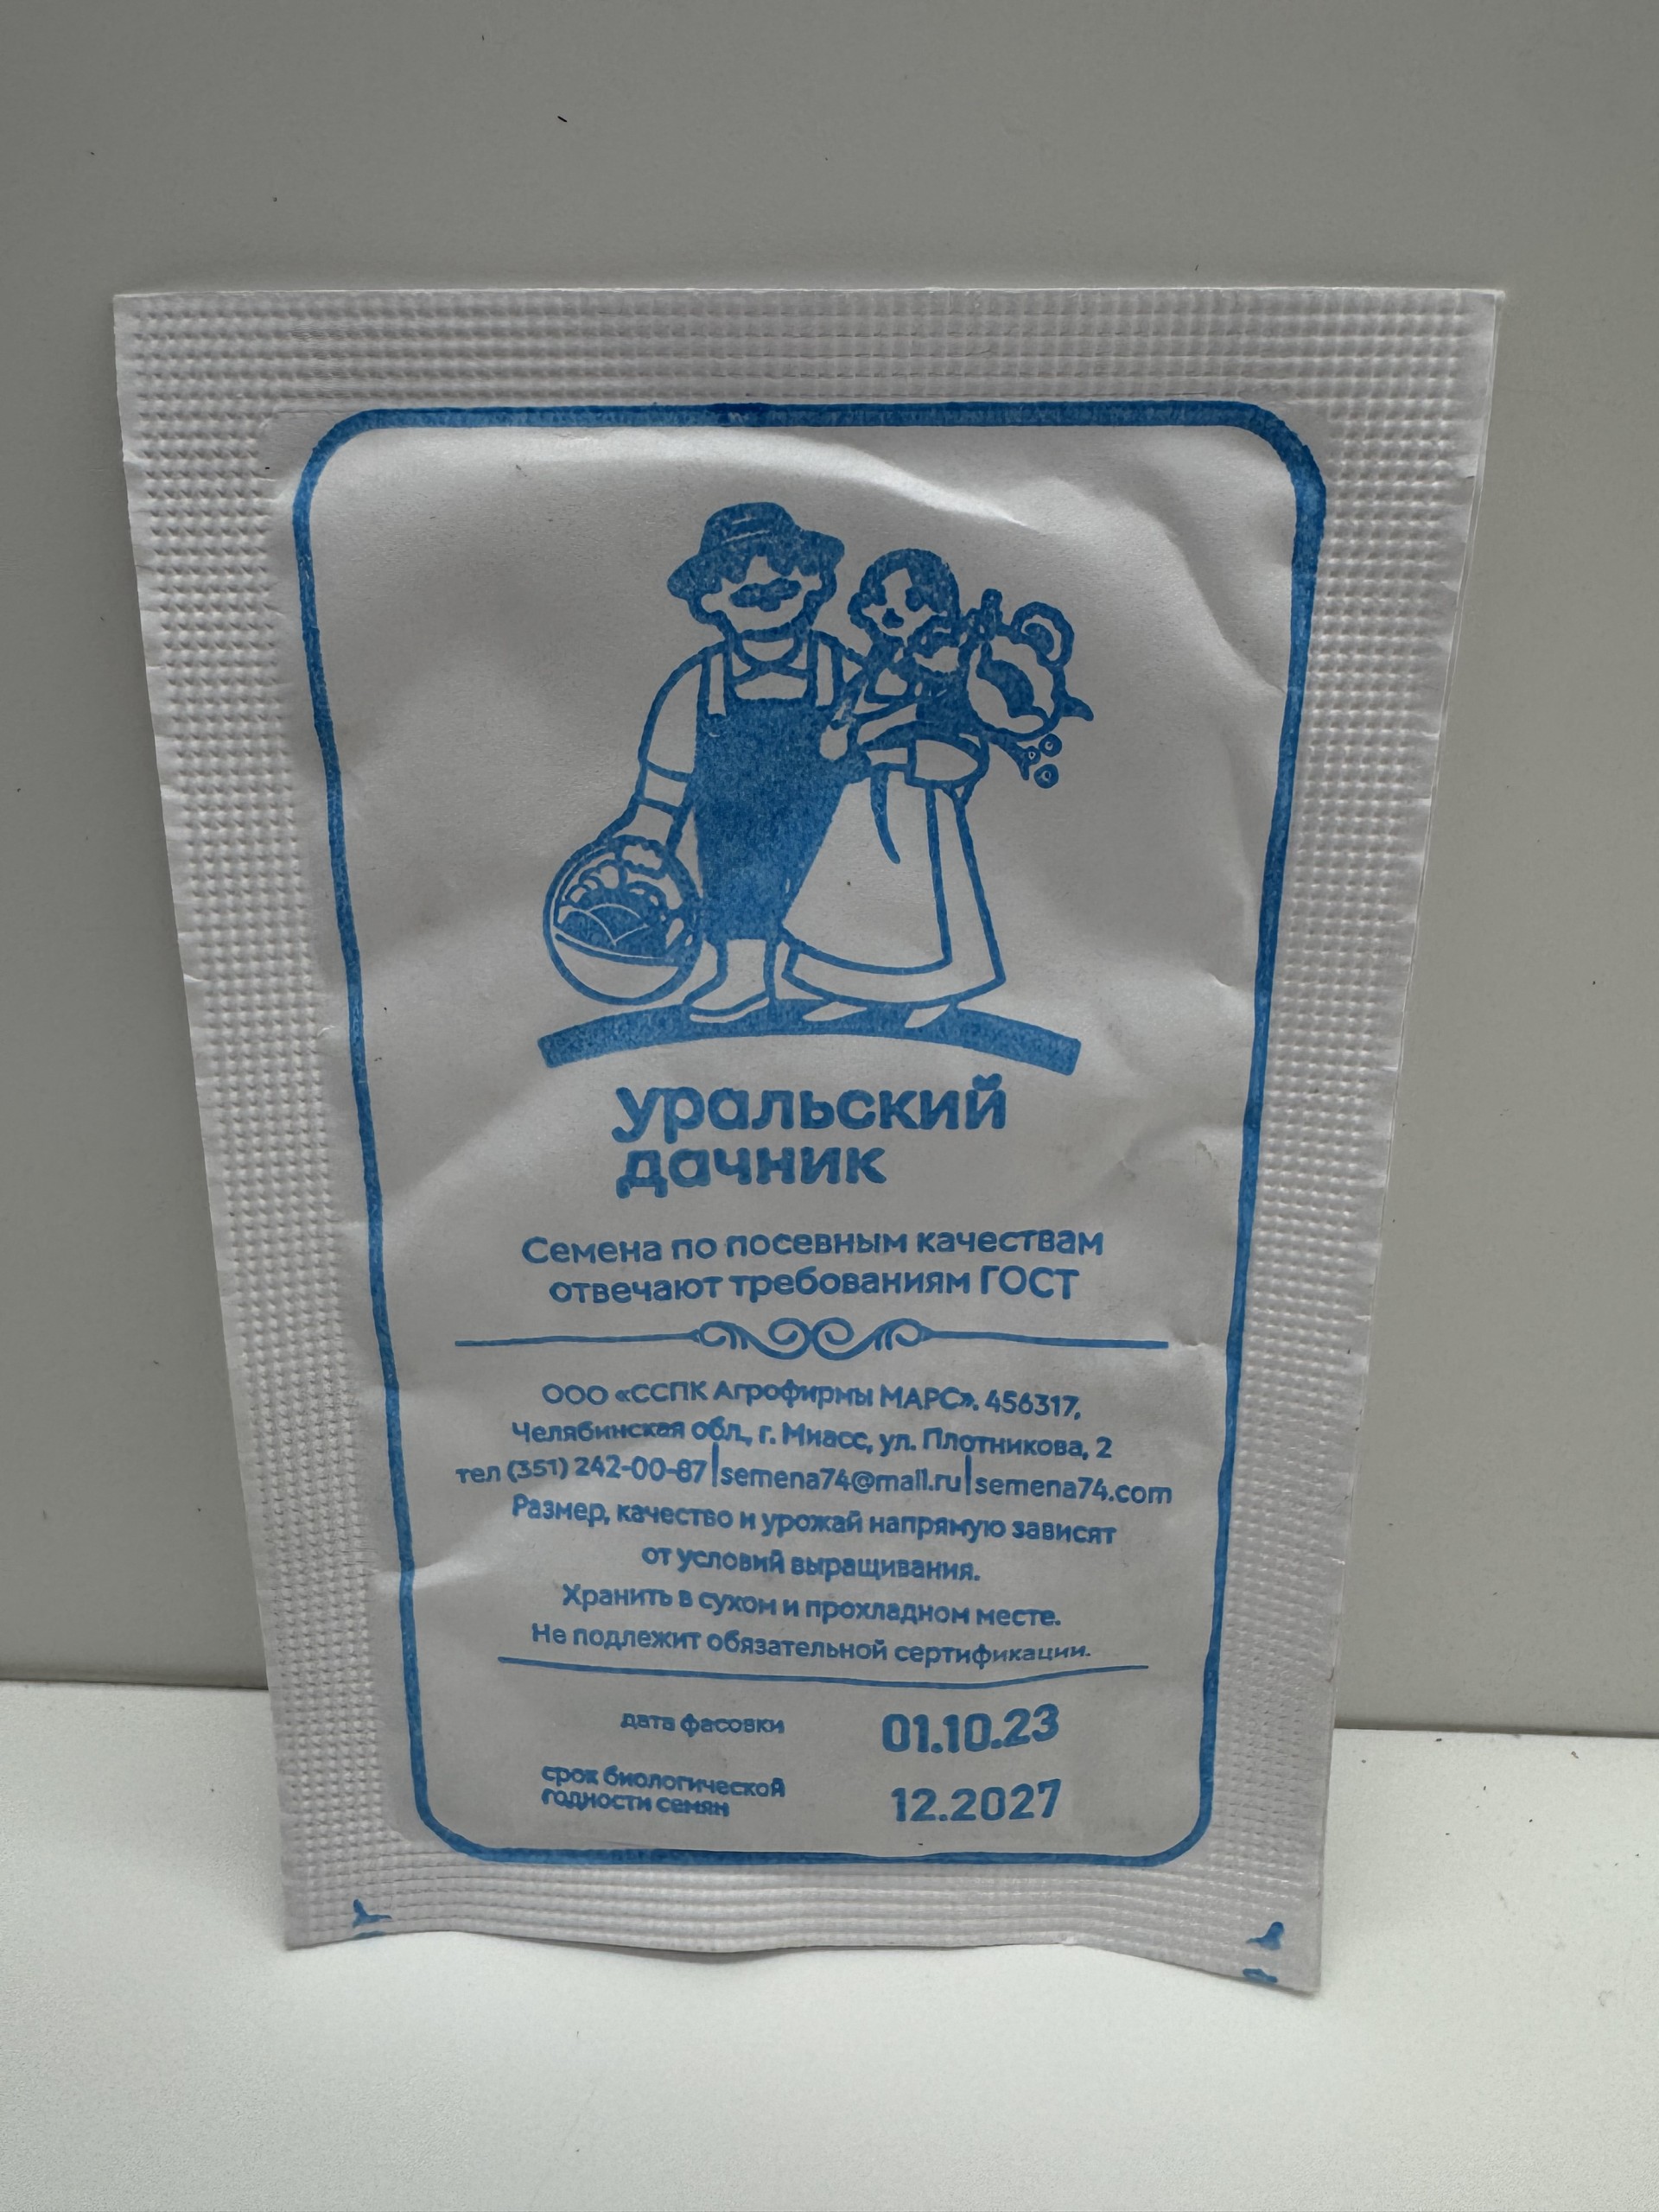 уральский
дачник
Семена по посевным качествам
отвечают требованиям ГОСТ
ООО «ССПК Агрофирмы МАРС». 456317,
Челябинская обл., г. Миасс, ул. Плотникова, 2
тел (351) 242-00-87|semena74@mail.ru|semena74.com
Размер, качество и урожай напрямую зависят
от условий выращивания.
Хранить в сухом и прохладном месте.
Не подлежит обязательной сертификации.
дата фасовки 01.10.23
срок биологической
годности семян 12.2027